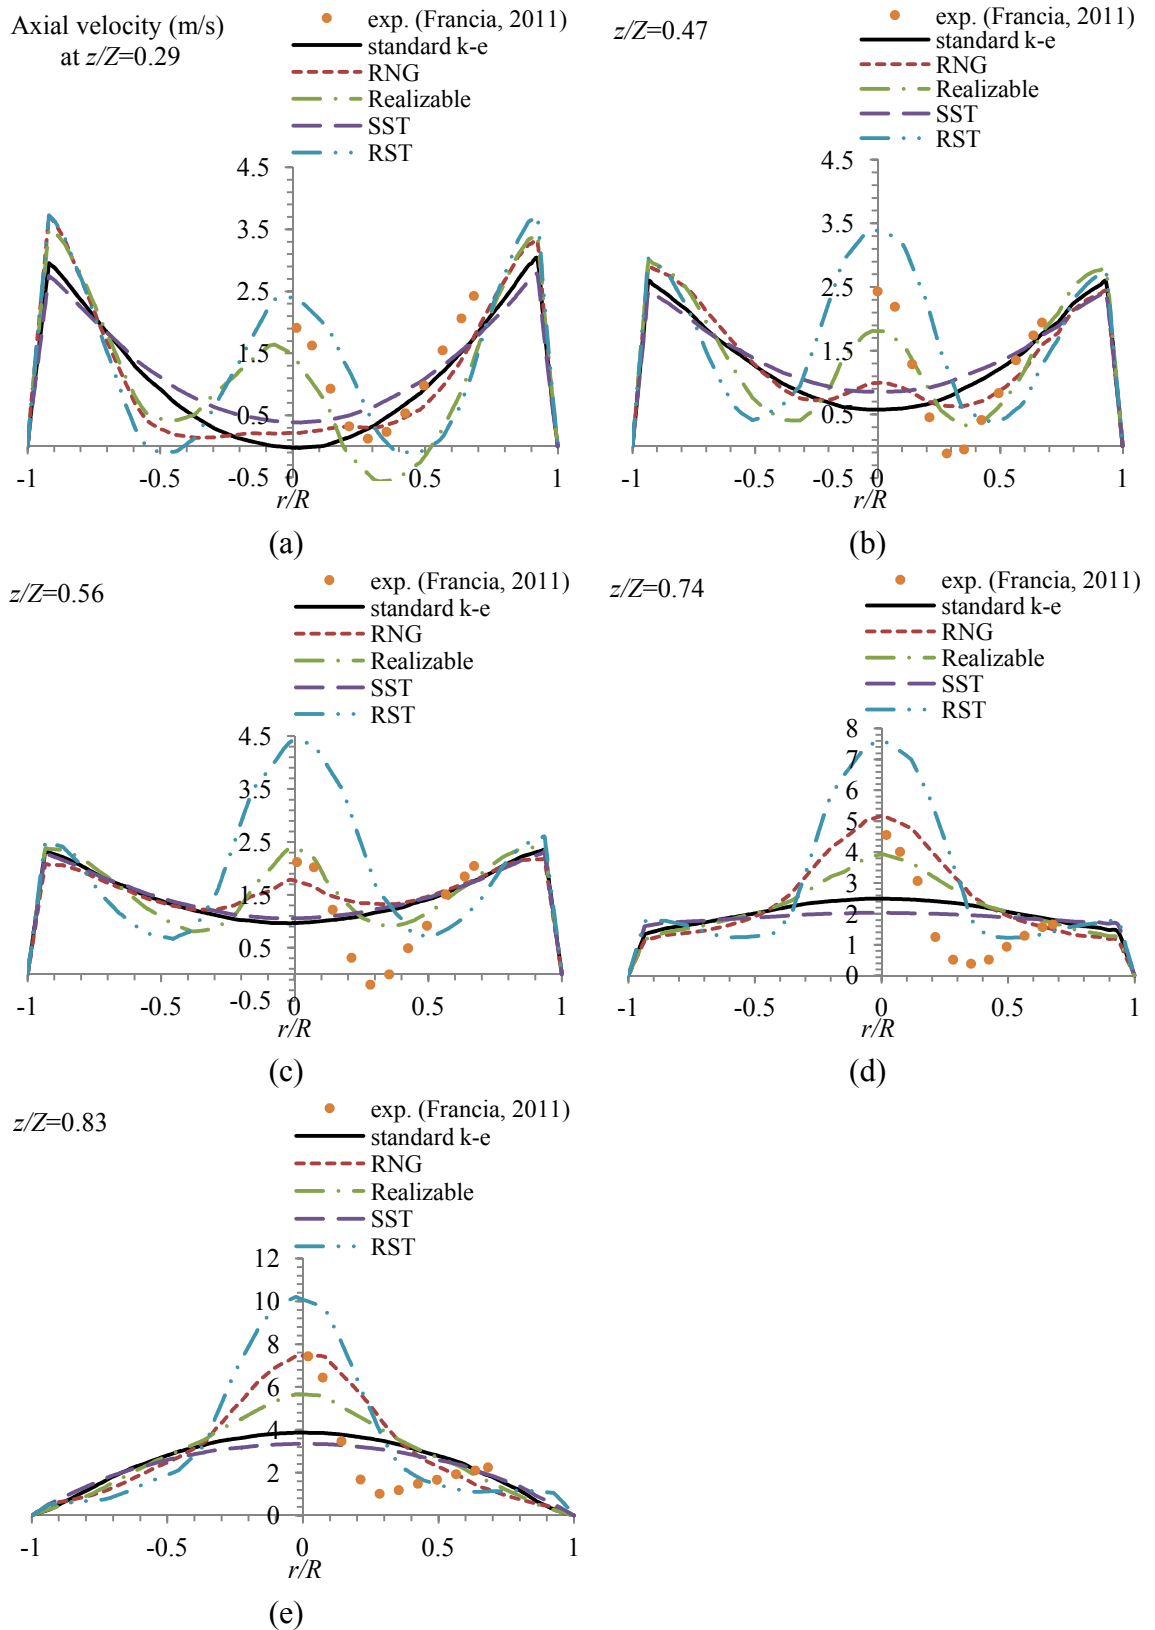 Axial velocity (m/s)
at z/Z=0.29
exp. (Francia, 2011)
standard k-e
RNG
Realizable
SST
RST
4.5
3.5
2.5
1.5
0.5
-0.5
-1
-0.5
0
0.5
1
r/R
(a)
z/Z=0.47
exp. (Francia, 2011)
standard k-e
RNG
Realizable
SST
RST
4.5
3.5
2.5
1.5
0.5
-0.5
-1
-0.5
0
0.5
1
r/R
(b)
z/Z=0.56
exp. (Francia, 2011)
standard k-e
RNG
Realizable
SST
RST
4.5
3.5
2.5
1.5
0.5
-0.5
-1
-0.5
0
0.5
1
r/R
(c)
z/Z=0.74
exp. (Francia, 2011)
standard k-e
RNG
Realizable
SST
RST
8
7
6
5
4
3
2
1
0
-1
-0.5
0
0.5
1
r/R
(d)
z/Z=0.83
exp. (Francia, 2011)
standard k-e
RNG
Realizable
SST
RST
12
10
8
6
4
2
0
-1
-0.5
0
0.5
1
r/R
(e)